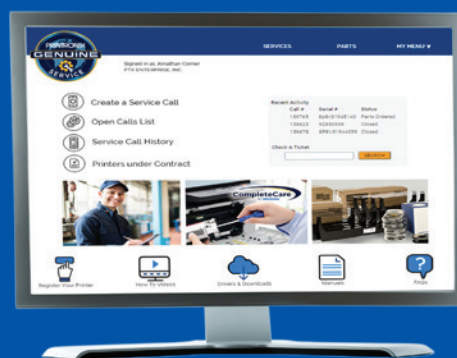 PRINTRONIX
GENUINE
SERVICE
SERVICES PARTS MY MENU ▼
Signed in as Jonathan Corner
PTX ENTERPRISE, INC
Create a Service Call
Open Calls List
Service Call History
Printers under Contract
Recent Activity
Call # Serial # Status
Parts Ordered
Closed
Closed
Check A Ticket
SEARCH
CompleteCare
Register Your Printer
How To Videos
Drivers & Downloads
Manuals
FAQs